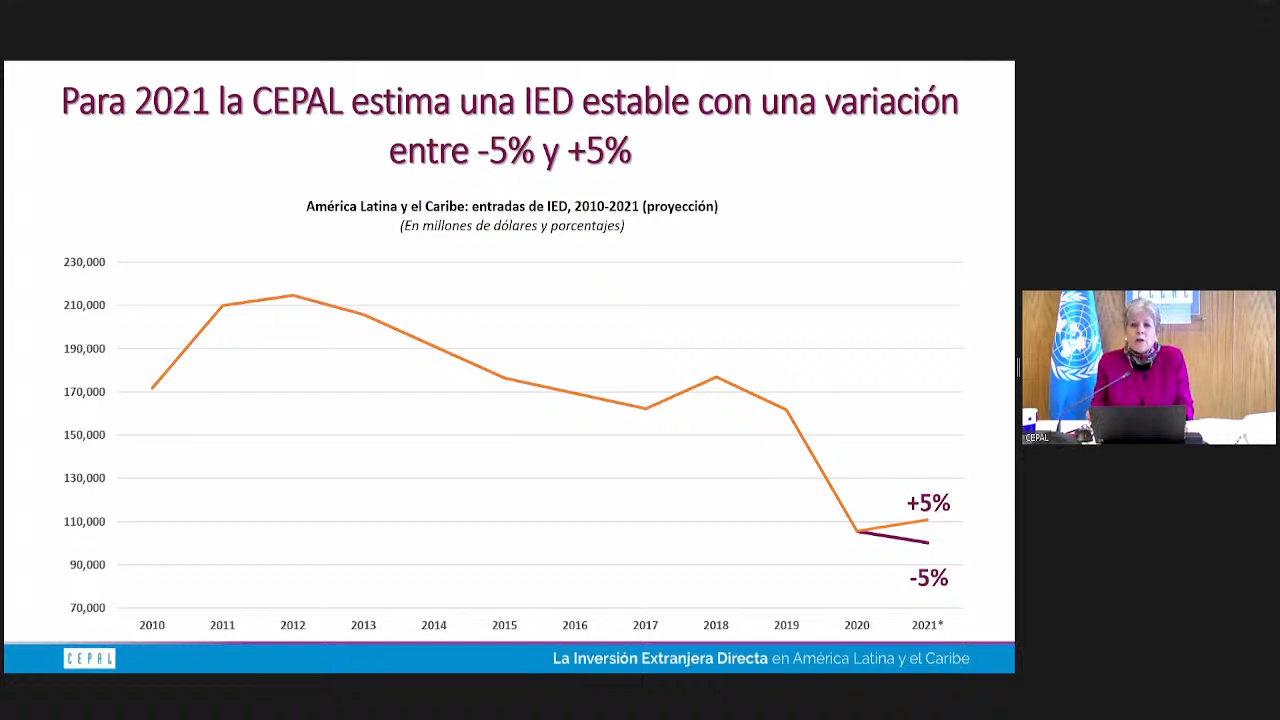 Para 2021 la CEPAL estima una IED estable con una variación
entre -5% y +5%
América Latina y el Caribe: entradas de IED, 2010-2021 (proyección)
(En millones de dólares y porcentajes)
230,000
210,000
190,000
170,000
150,000
130,000
110,000
90,000
70,000
+5%
-5%
2010 2011 2012 2013 2014 2015 2016 2017 2018 2019 2020 2021*
CEPAL
La Inversión Extranjera Directa en América Latina y el Caribe
CEPAL